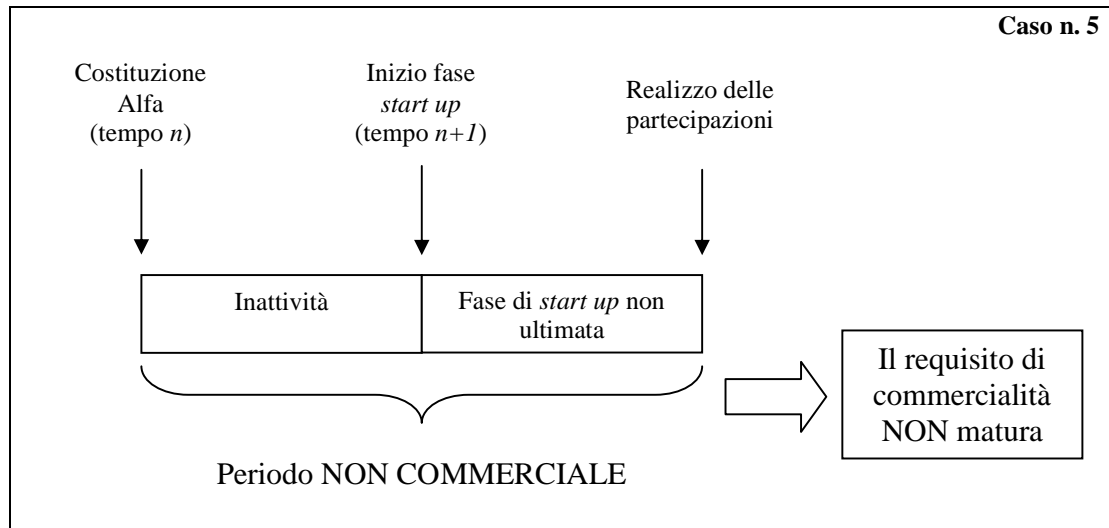 Caso n. 5
Costituzione
Alfa
(tempo n)
Inizio fase
start up
(tempo n+1)
Realizzo delle
partecipazioni
Inattività
Fase di start up non
ultimata
Il requisito di
commercialità
NON matura
Periodo NON COMMERCIALE